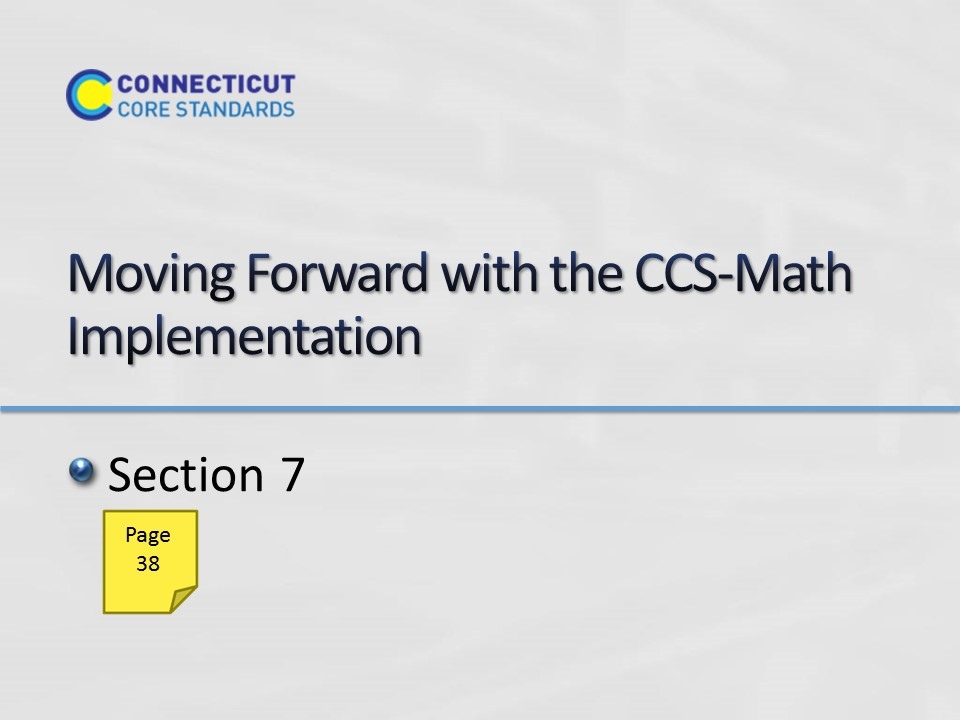 CONNECTICUT
CORE STANDARDS
Moving Forward with the CCS-Math
Implementation
Section 7
Page
38